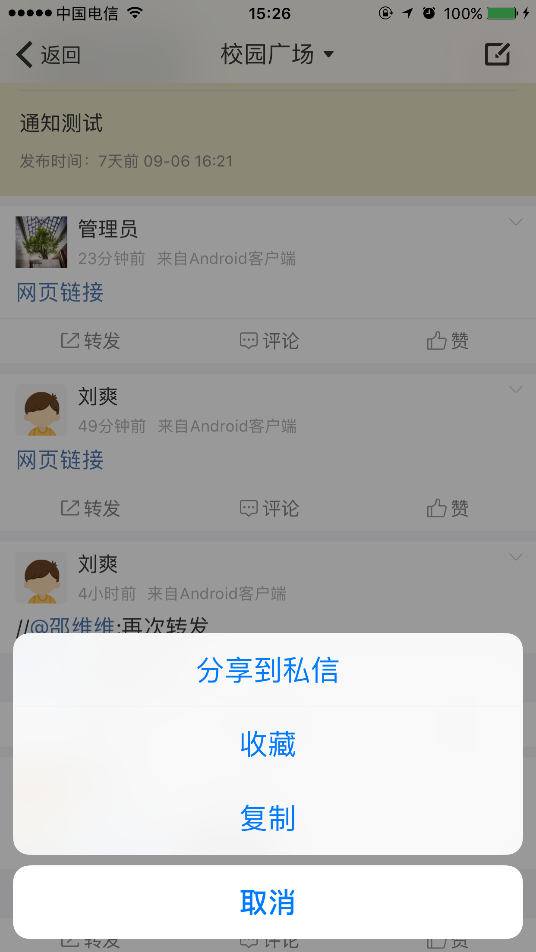 中国电信 15:26 100%
返回 校园广场
通知测试
发布时间：7天前 09-06 16:21
管理员
23分钟前 来自Android客户端
网页链接
转发 评论 赞
刘爽
49分钟前 来自Android客户端
网页链接
转发 评论 赞
刘爽
4小时前 来自Android客户端
//@邵维维:再次转发
分享到私信
收藏
复制
取消
转发 评论 赞